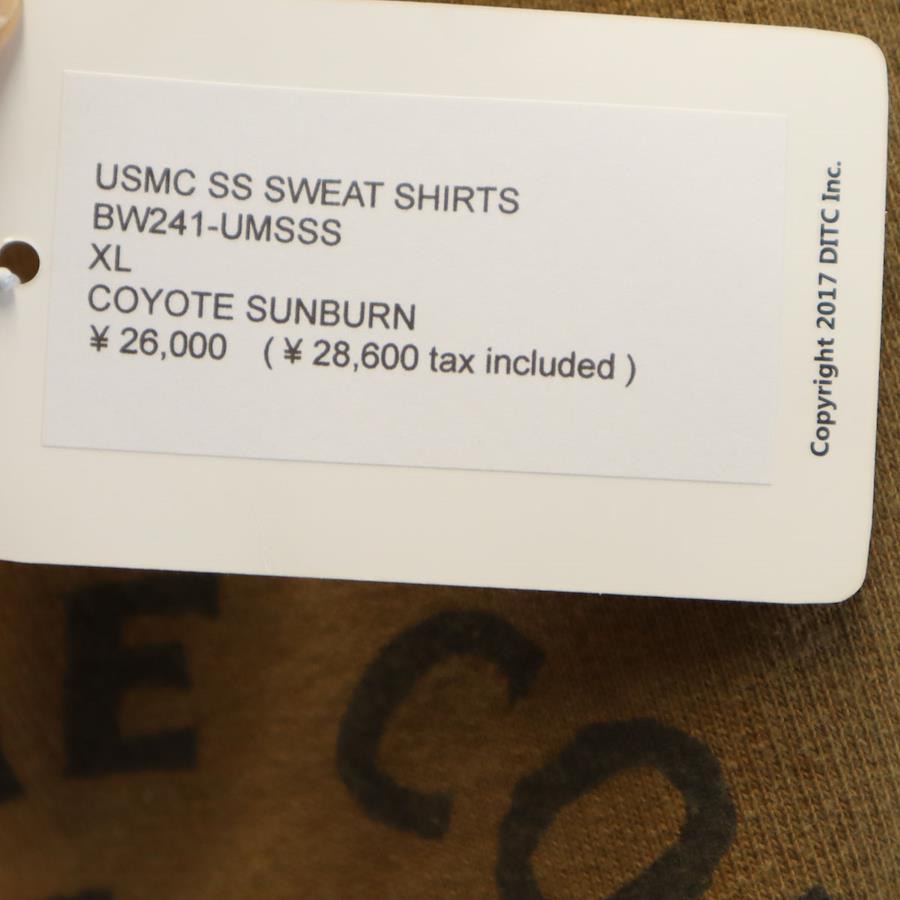 USMC SS SWEAT SHIRTS
BW241-UMSSS
XL
COYOTE SUNBURN
¥ 26,000 ( ¥ 28,600 tax included )
Copyright 2017 DITC Inc.
E CO